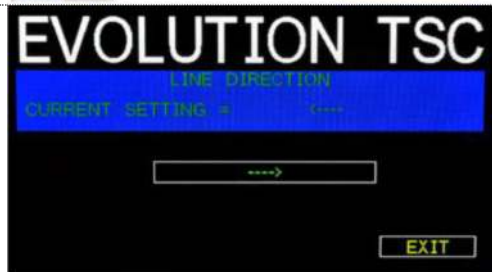 EVOLUTION TSC
LINE DIRECTION
CURRENT SETTING = <----
---->
EXIT